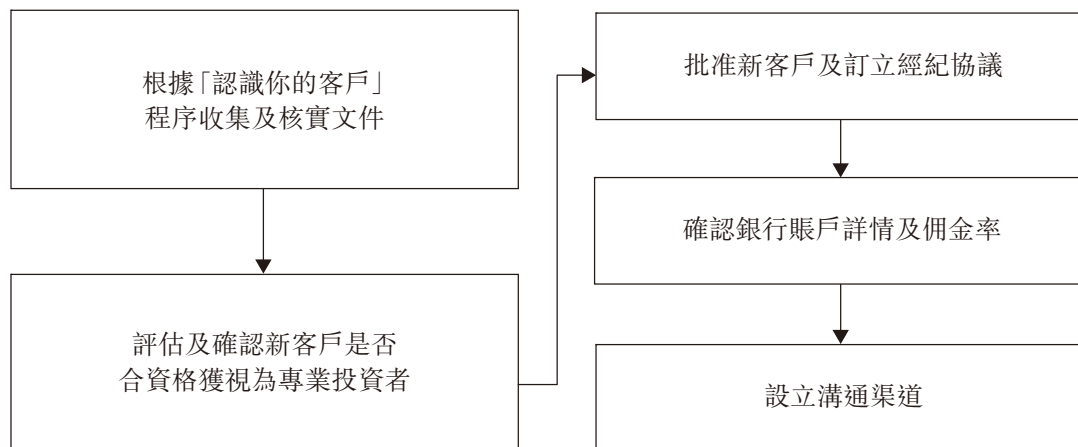 根據「認識你的客戶」
程序收集及核實文件
評估及確認新客戶是否
合資格獲視為專業投資者
批准新客戶及訂立經紀協議
確認銀行賬戶詳情及佣金率
設立溝通渠道